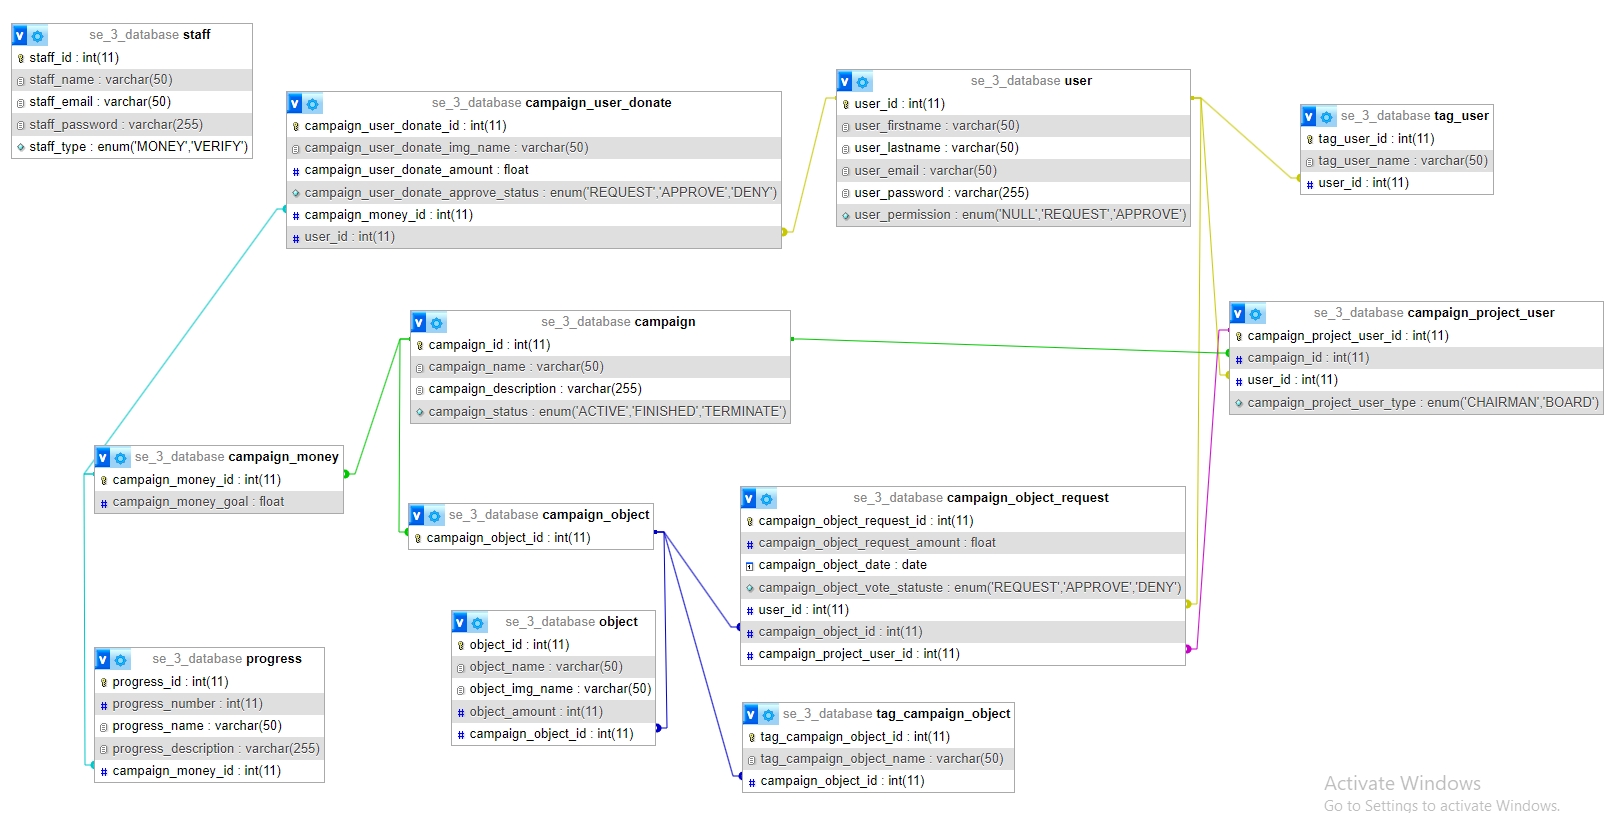 se_3_database staff
staff_id : int(11)
staff_name : varchar(50)
staff_email : varchar(50)
staff_password : varchar(255)
staff_type : enum('MONEY','VERIFY')
se_3_database campaign_user_donate
campaign_user_donate_id : int(11)
campaign_user_donate_img_name : varchar(50)
campaign_user_donate_amount : float
campaign_user_donate_approve_status : enum('REQUEST','APPROVE','DENY')
campaign_money_id : int(11)
user_id : int(11)
se_3_database user
user_id : int(11)
user_firstname : varchar(50)
user_lastname : varchar(50)
user_email : varchar(50)
user_password : varchar(255)
user_permission : enum('NULL','REQUEST','APPROVE')
se_3_database tag_user
tag_user_id : int(11)
tag_user_name : varchar(50)
user_id : int(11)
se_3_database campaign
campaign_id : int(11)
campaign_name : varchar(50)
campaign_description : varchar(255)
campaign_status : enum('ACTIVE','FINISHED','TERMINATE')
se_3_database campaign_project_user
campaign_project_user_id : int(11)
campaign_id : int(11)
user_id : int(11)
campaign_project_user_type : enum('CHAIRMAN','BOARD')
se_3_database campaign_money
campaign_money_id : int(11)
campaign_money_goal : float
se_3_database campaign_object
campaign_object_id : int(11)
se_3_database campaign_object_request
campaign_object_request_id : int(11)
campaign_object_request_amount : float
campaign_object_date : date
campaign_object_vote_statuste : enum('REQUEST','APPROVE','DENY')
user_id : int(11)
campaign_object_id : int(11)
campaign_project_user_id : int(11)
se_3_database object
object_id : int(11)
object_name : varchar(50)
object_img_name : varchar(50)
object_amount : int(11)
campaign_object_id : int(11)
se_3_database progress
progress_id : int(11)
progress_number : int(11)
progress_name : varchar(50)
progress_description : varchar(255)
campaign_money_id : int(11)
se_3_database tag_campaign_object
tag_campaign_object_id : int(11)
tag_campaign_object_name : varchar(50)
campaign_object_id : int(11)
Activate Windows
Go to Settings to activate Windows.